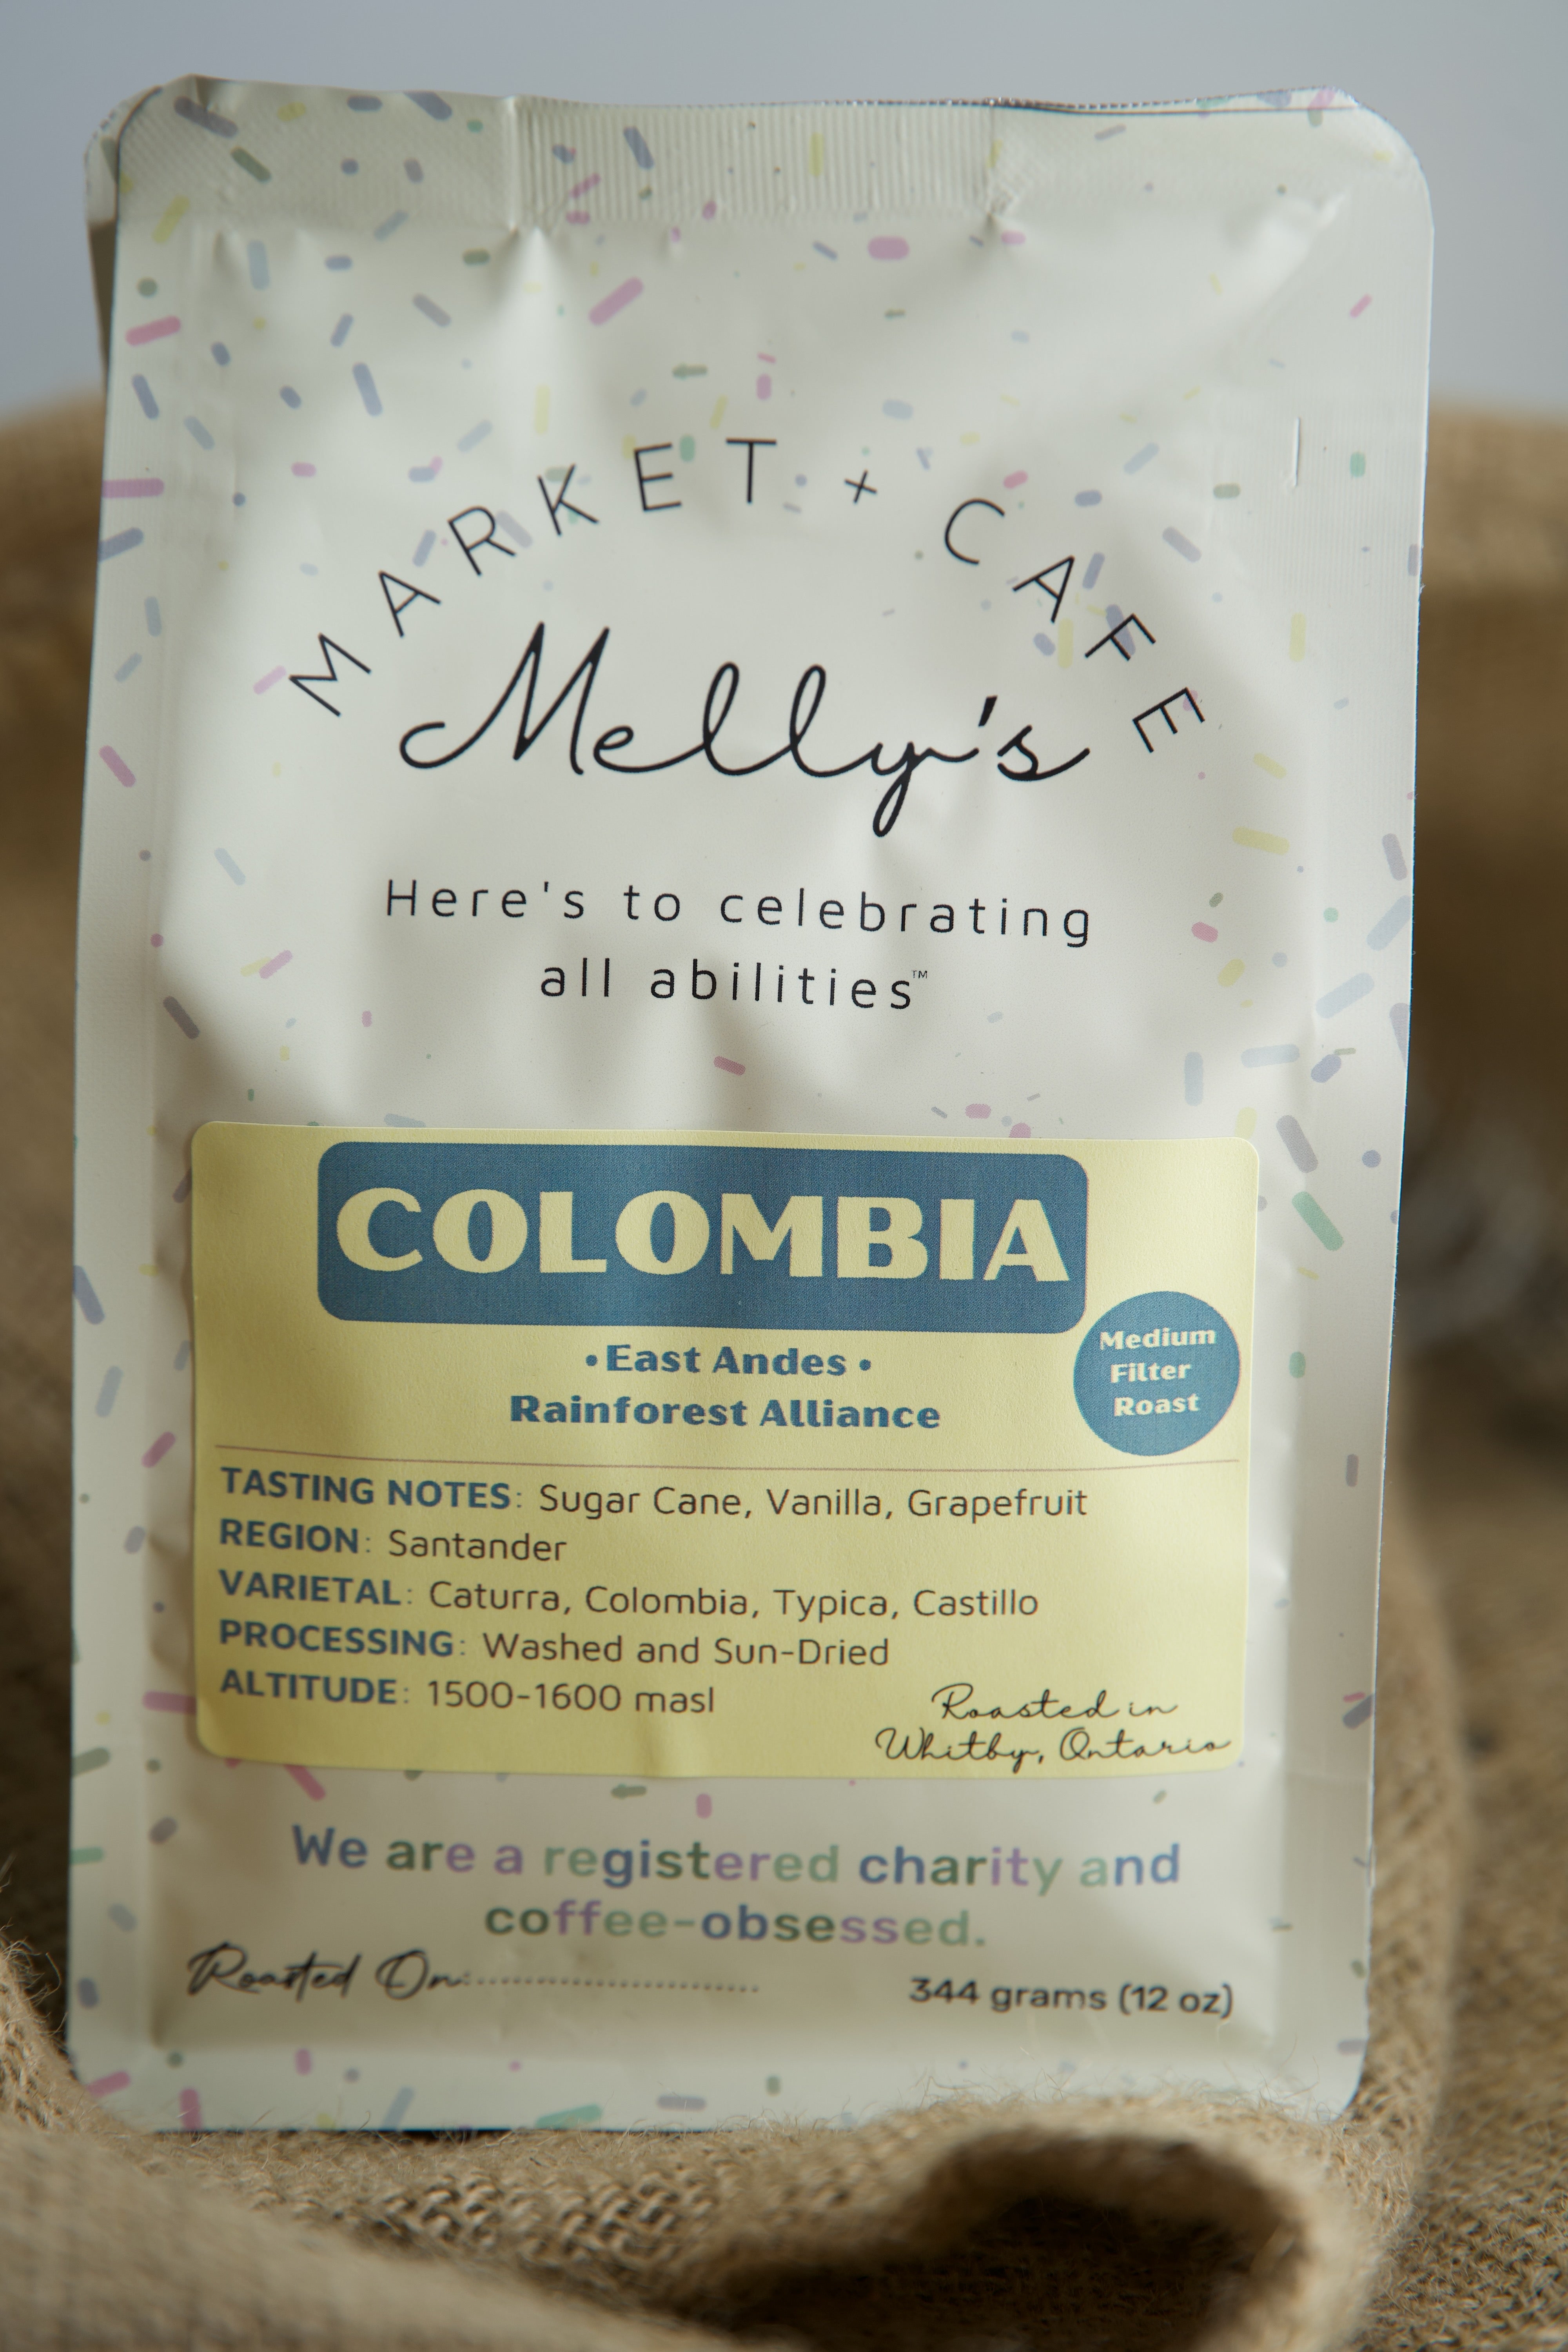 MARKET + CAFE
Melly's
Here's to celebrating
all abilities™
COLOMBIA
• East Andes •
Rainforest Alliance
Medium
Filter
Roast
TASTING NOTES: Sugar Cane, Vanilla, Grapefruit
REGION: Santander
VARIETAL: Caturra, Colombia, Typica, Castillo
PROCESSING: Washed and Sun-Dried
ALTITUDE: 1500-1600 masl
Roasted in
Whitby, Ontario
We are a registered charity and
coffee-obsessed.
Roasted On:..............................
344 grams (12 oz)